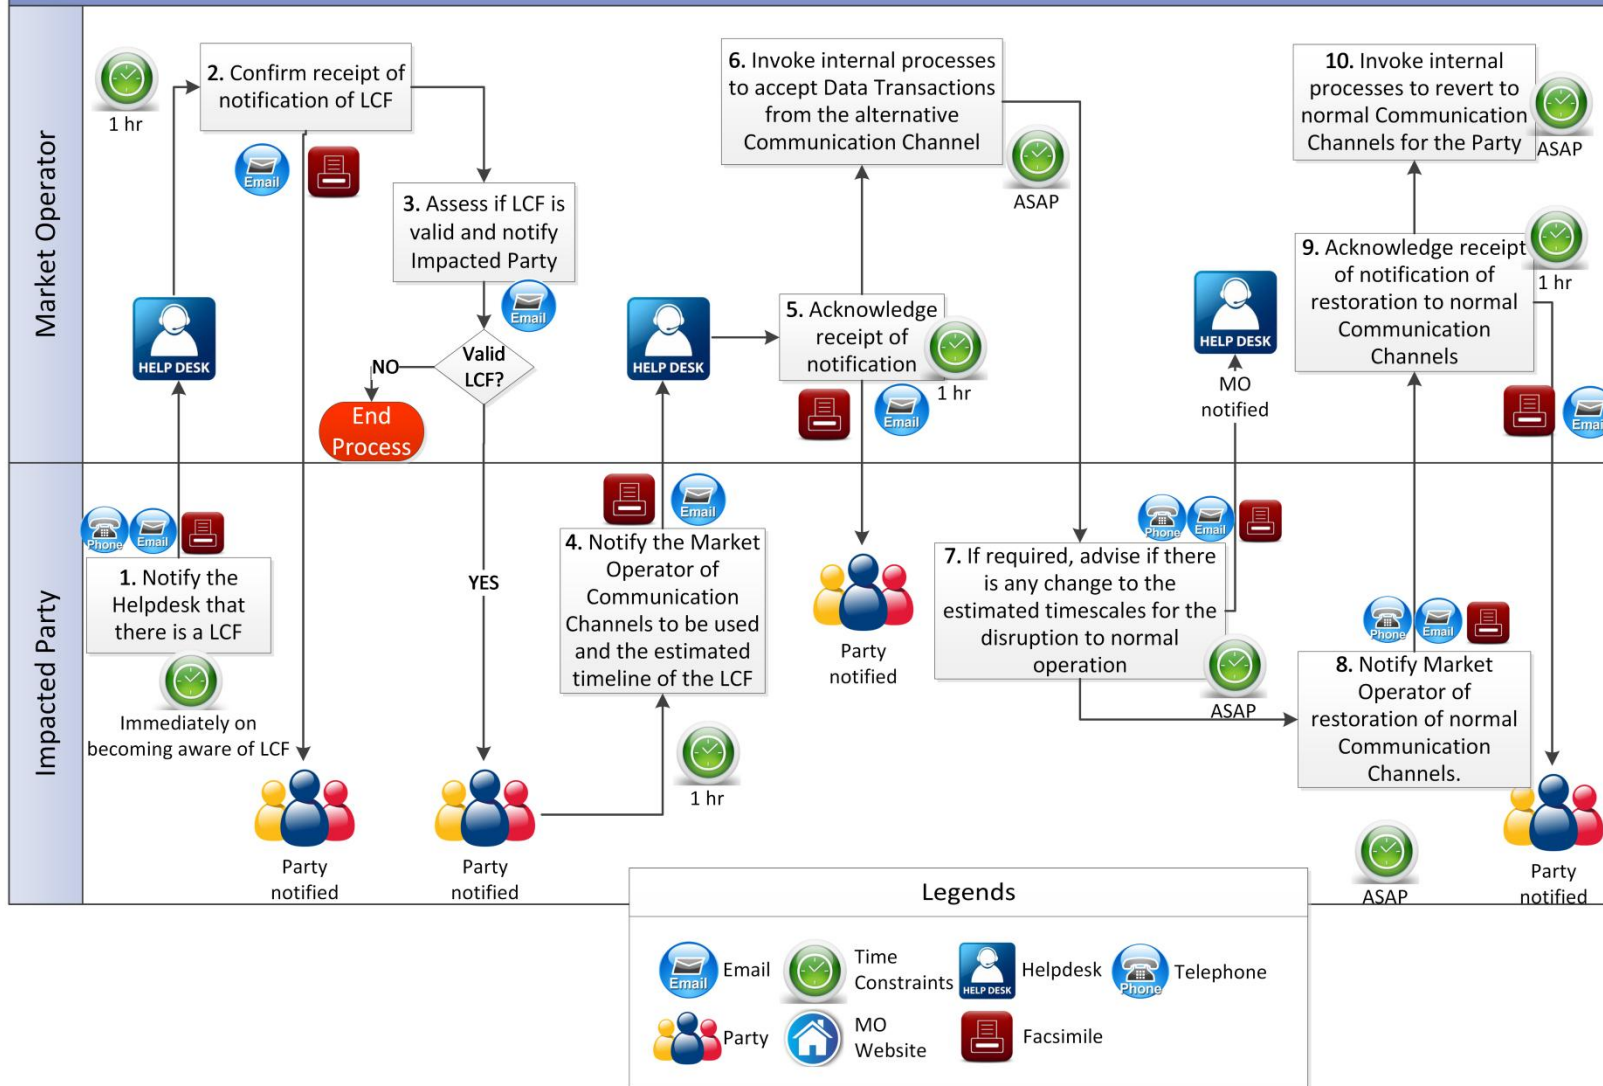 Market Operator
Impacted Party
1 hr
2. Confirm receipt of
notification of LCF
Email
3. Assess if LCF is
valid and notify
Impacted Party
Email
HELP DESK
Valid
LCF?
NO
End
Process
YES
Phone
Email
1. Notify the
Helpdesk that
there is a LCF
Immediately on
becoming aware of LCF
Party
notified
Party
notified
Email
4. Notify the Market
Operator of
Communication
Channels to be used
and the estimated
timeline of the LCF
1 hr
HELP DESK
5. Acknowledge
receipt of
notification
1 hr
Email
Party
notified
6. Invoke internal processes
to accept Data Transactions
from the alternative
Communication Channel
ASAP
7. If required, advise if there
is any change to the
estimated timescales for the
disruption to normal
operation
ASAP
Phone
Email
HELP DESK
MO
notified
8. Notify Market
Operator of
restoration of normal
Communication
Channels.
Phone
Email
ASAP
9. Acknowledge receipt
of notification of
restoration to normal
Communication
Channels
1 hr
Email
Party
notified
10. Invoke internal
processes to revert to
normal Communication
Channels for the Party
ASAP
Legends
Email
Email
Time
Constraints
HELP DESK
Helpdesk
Phone
Telephone
Party
MO
Website
Facsimile